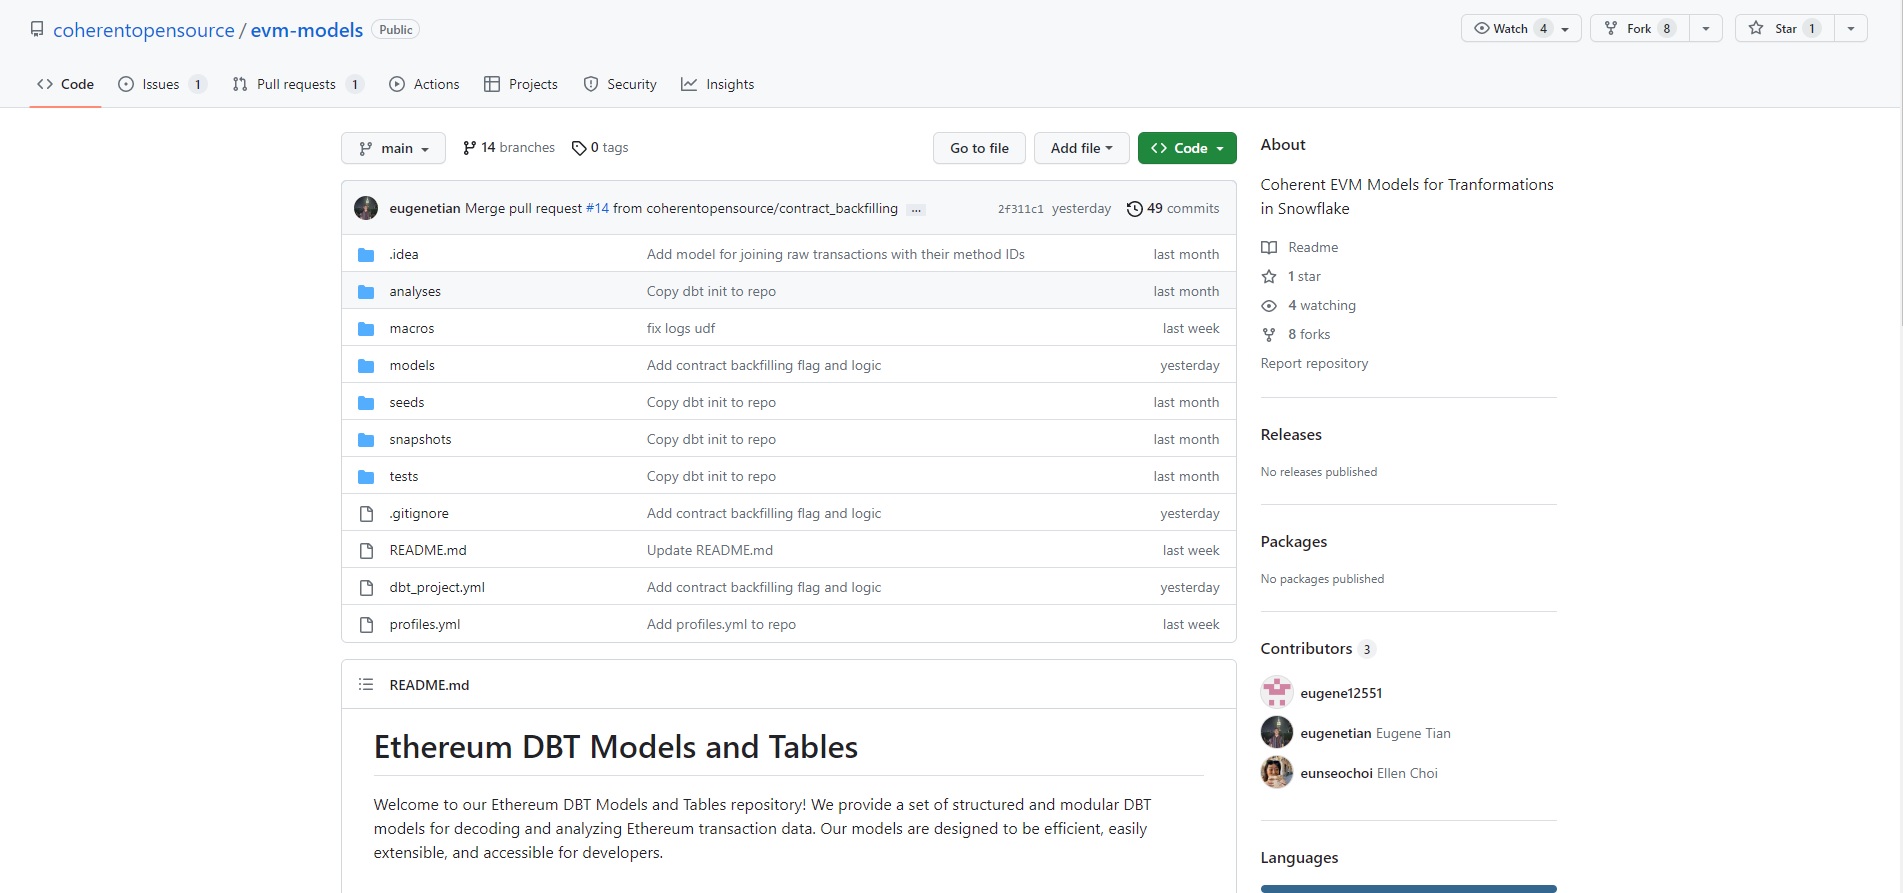 coherentopensource / evm-models Public
Watch 4 Fork 8 Star 1
Code Issues 1 Pull requests 1 Actions Projects Security Insights
main 14 branches 0 tags Go to file Add file Code
eugenetian Merge pull request #14 from coherentopensource/contract_backfilling ... 2f311c1 yesterday 49 commits
.idea Add model for joining raw transactions with their method IDs last month
analyses Copy dbt init to repo last month
macros fix logs udf last week
models Add contract backfilling flag and logic yesterday
seeds Copy dbt init to repo last month
snapshots Copy dbt init to repo last month
tests Copy dbt init to repo last month
.gitignore Add contract backfilling flag and logic yesterday
README.md Update README.md last week
dbt_project.yml Add contract backfilling flag and logic yesterday
profiles.yml Add profiles.yml to repo last week
README.md
Ethereum DBT Models and Tables
Welcome to our Ethereum DBT Models and Tables repository! We provide a set of structured and modular DBT
models for decoding and analyzing Ethereum transaction data. Our models are designed to be efficient, easily
extensible, and accessible for developers.
About
Coherent EVM Models for Tranformations
in Snowflake
Readme
1 star
4 watching
8 forks
Report repository
Releases
No releases published
Packages
No packages published
Contributors 3
eugene12551
eugenetian Eugene Tian
eunseochoi Ellen Choi
Languages